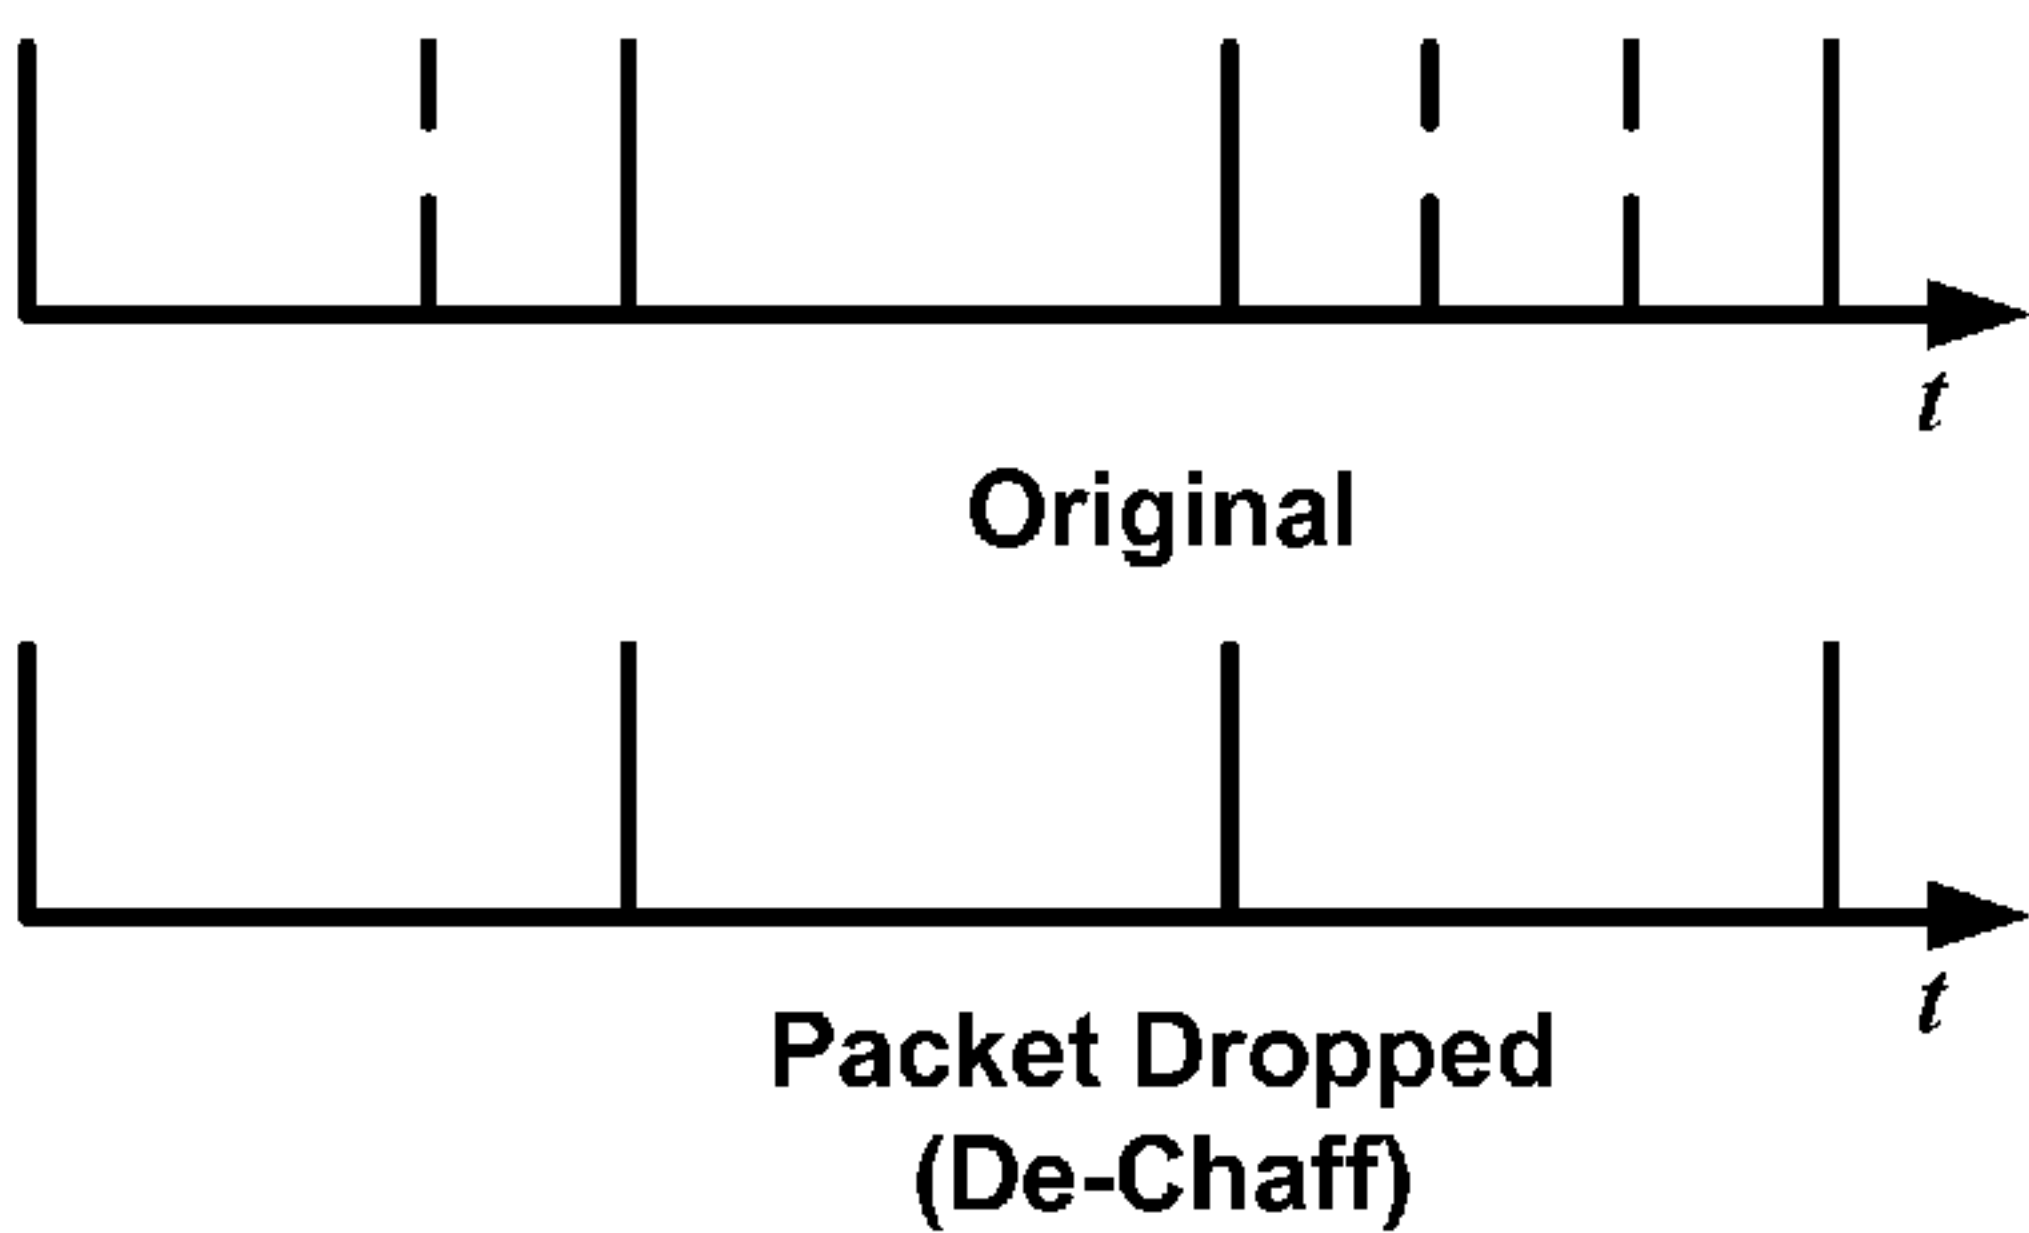 t
Original
t
Packet Dropped
(De-Chaff)